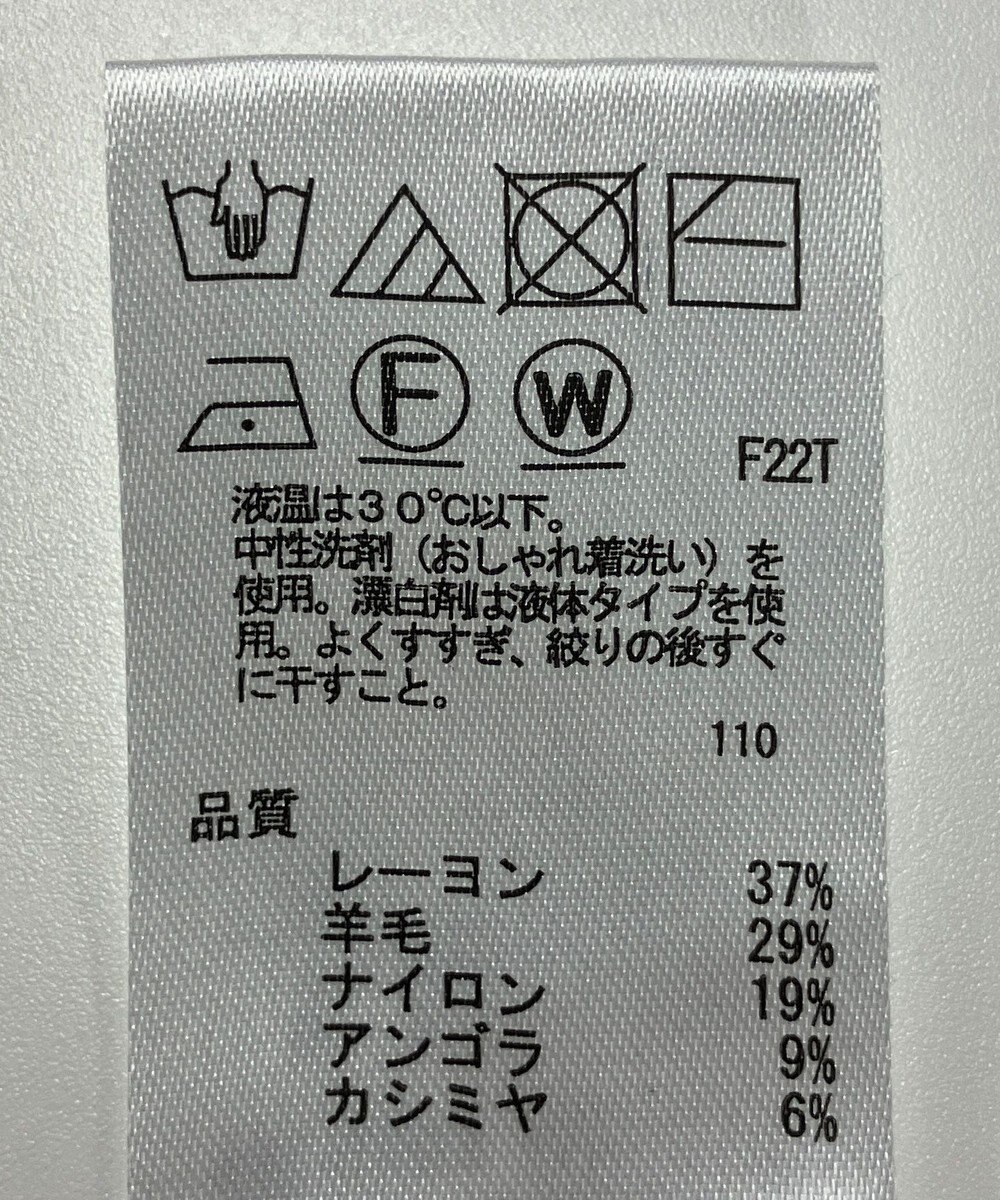 F
W
F22T
液温は30℃以下。
中性洗剤(おしゃれ着洗い)を
使用。漂白剤は液体タイプを使
用。よくすすぎ、絞りの後すぐ
に干すこと。
110
品質
レーヨン 37%
羊毛 29%
ナイロン 19%
アンゴラ 9%
カシミヤ 6%